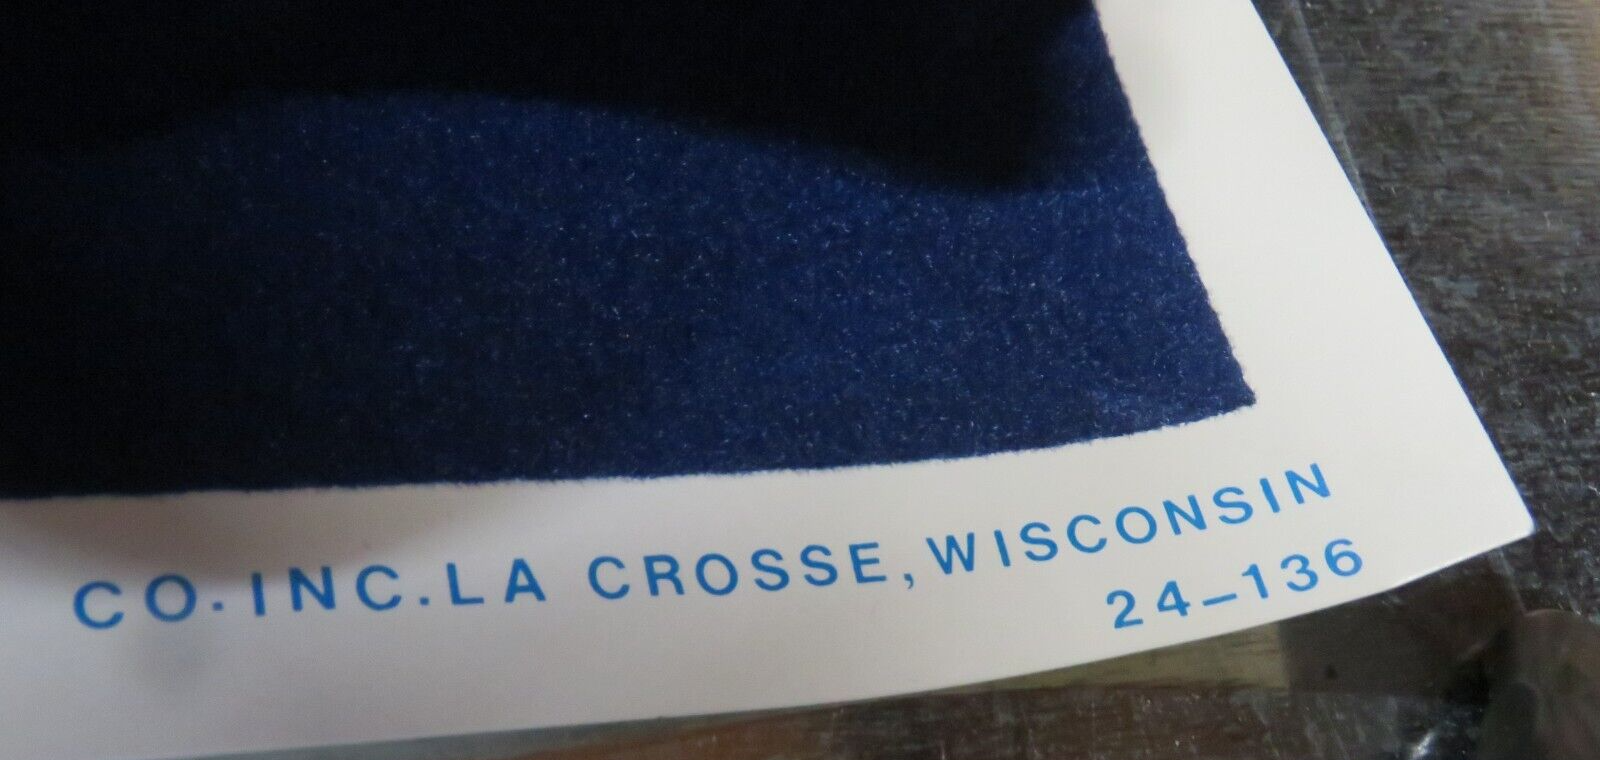 CO. INC. LA CROSSE, WISCONSIN
24-136